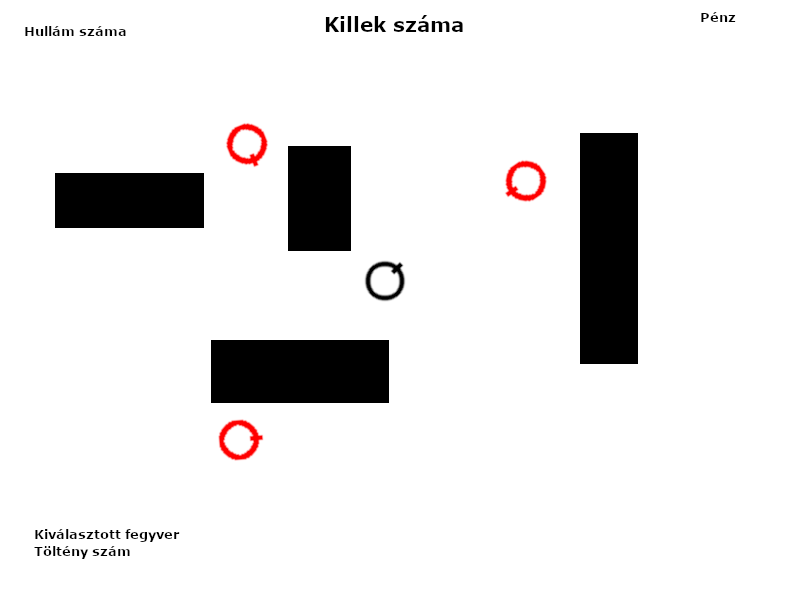 Hullám száma
Killek száma
Pénz
Kiválasztott fegyver
Töltény szám